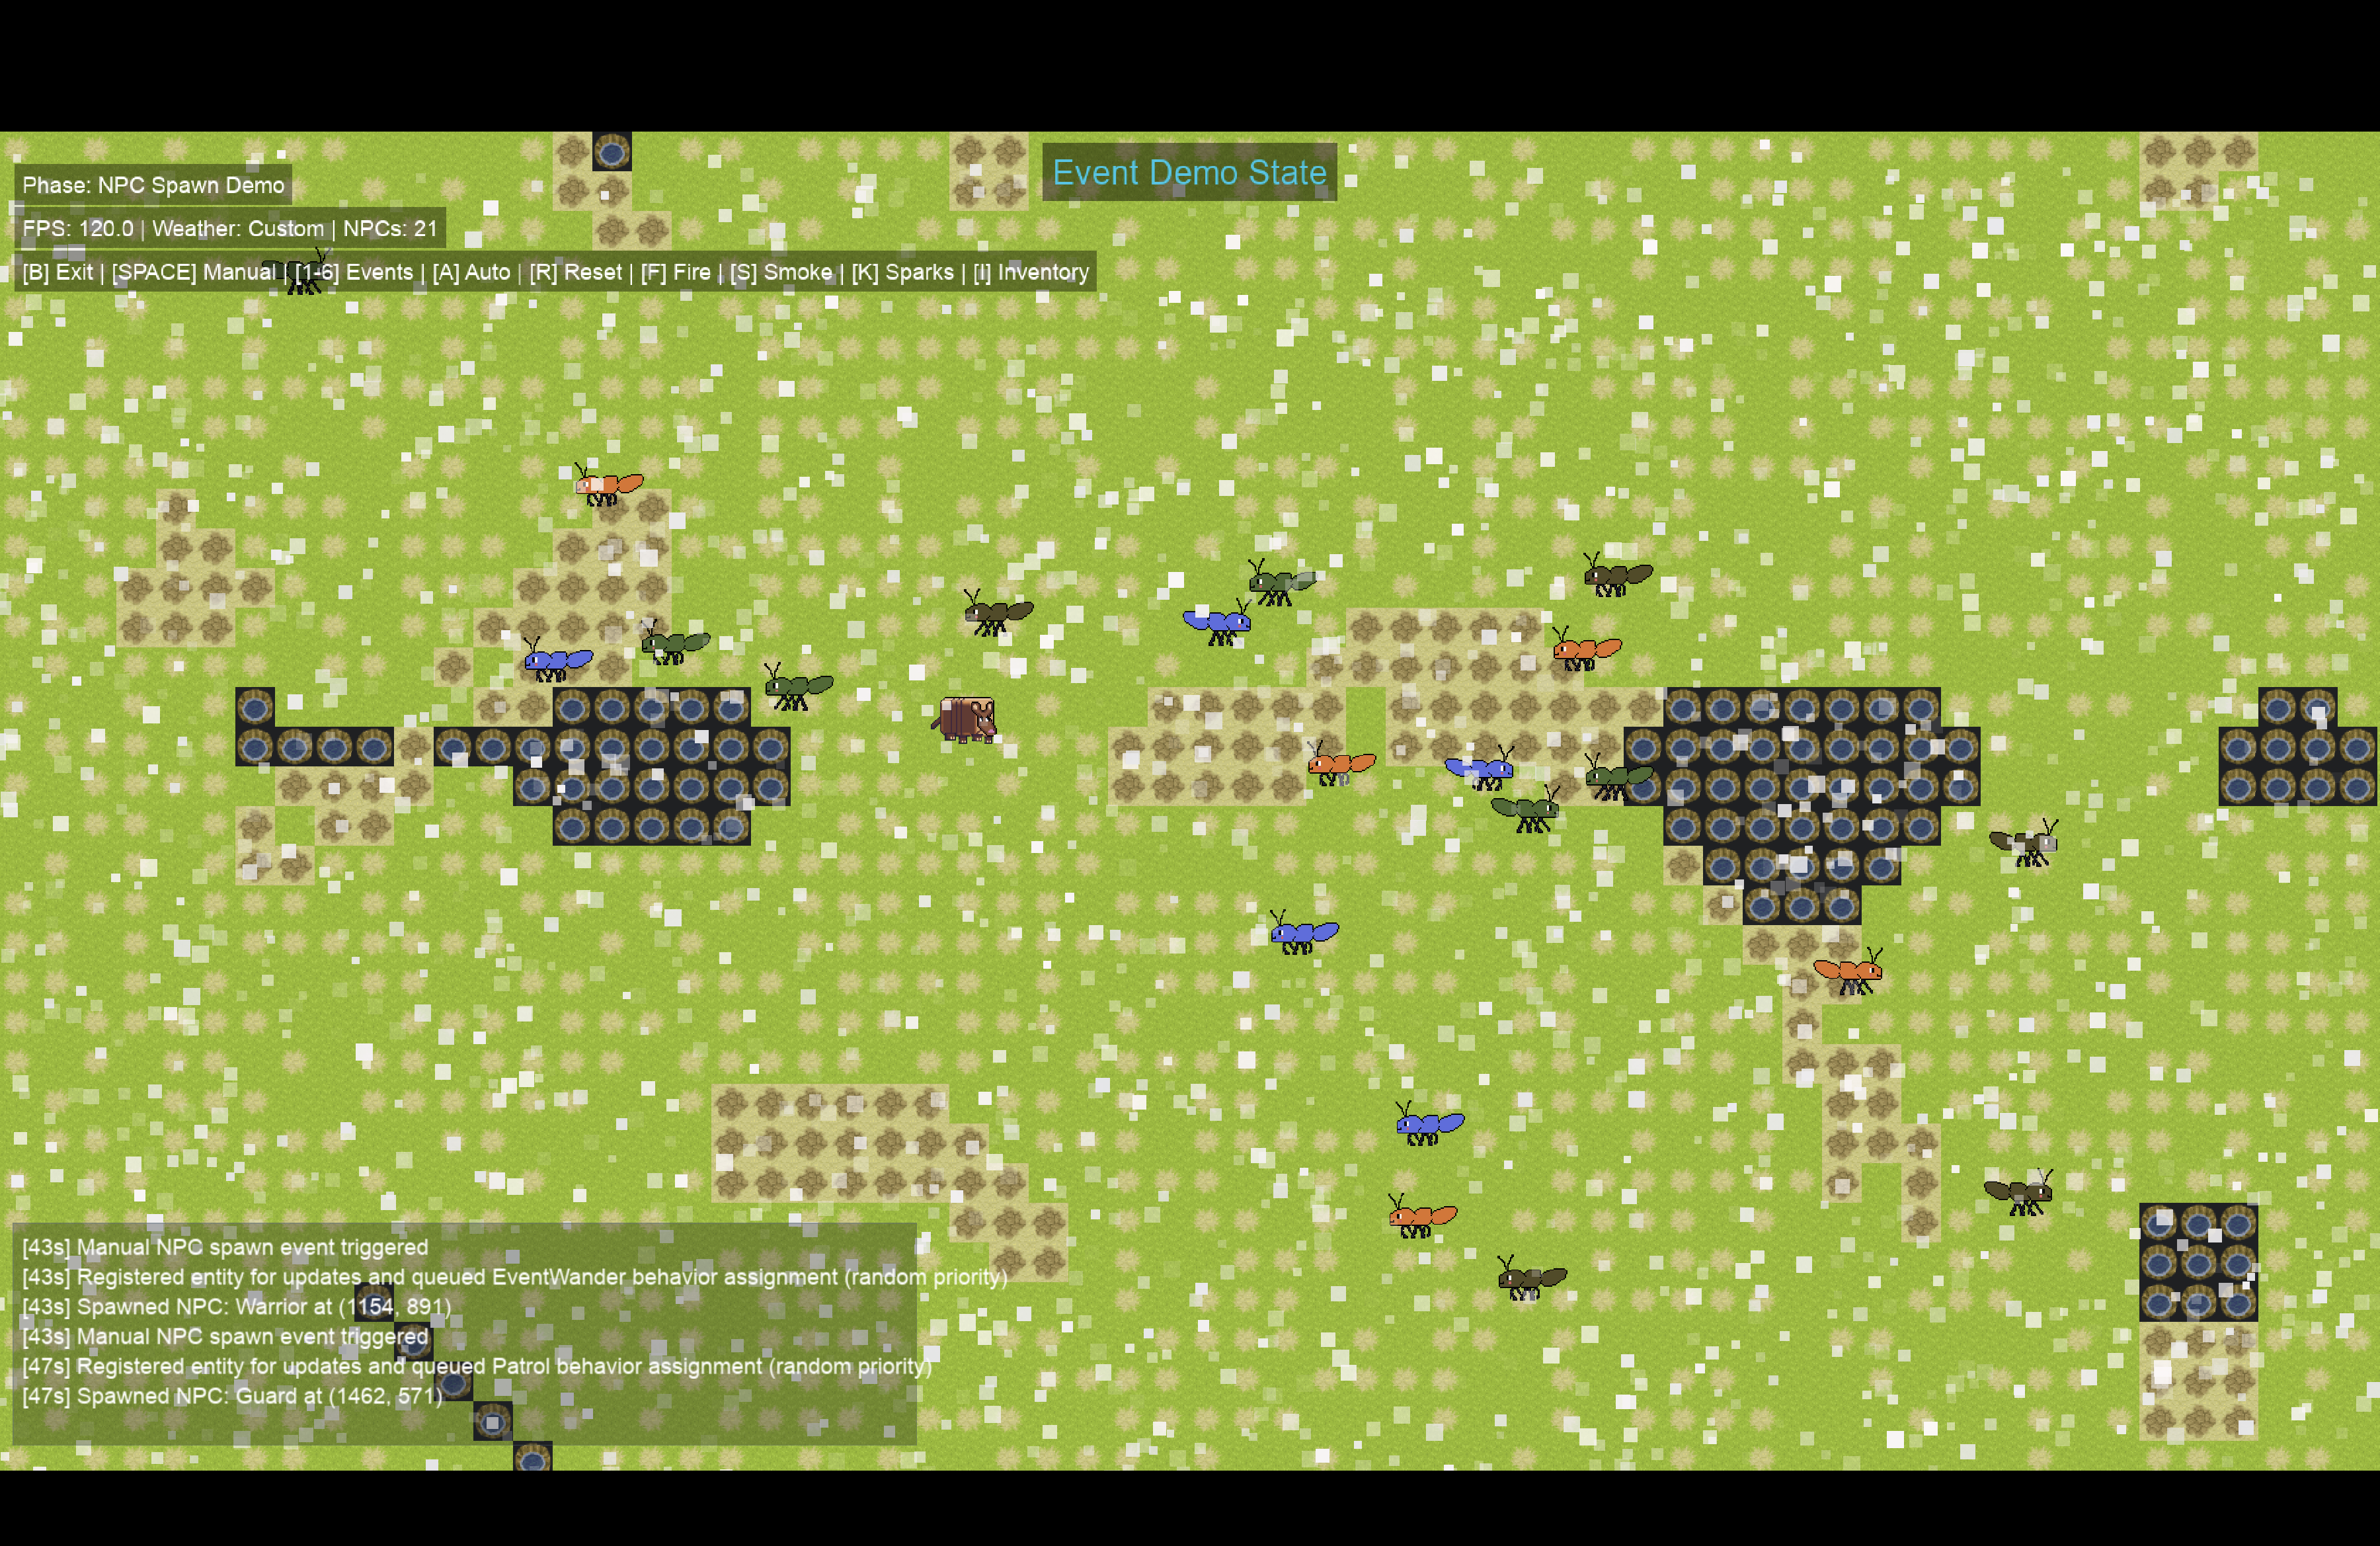 Event Demo State
Phase: NPC Spawn Demo
FPS: 120.0 | Weather: Custom | NPCs: 21
[B] Exit | [SPACE] Manual | [1-6] Events | [A] Auto | [R] Reset | [F] Fire | [S] Smoke | [K] Sparks | [I] Inventory
[43s] Manual NPC spawn event triggered
[43s] Registered entity for updates and queued EventWander behavior assignment (random priority)
[43s] Spawned NPC: Warrior at (1154, 891)
[43s] Manual NPC spawn event triggered
[47s] Registered entity for updates and queued Patrol behavior assignment (random priority)
[47s] Spawned NPC: Guard at (1462, 571)